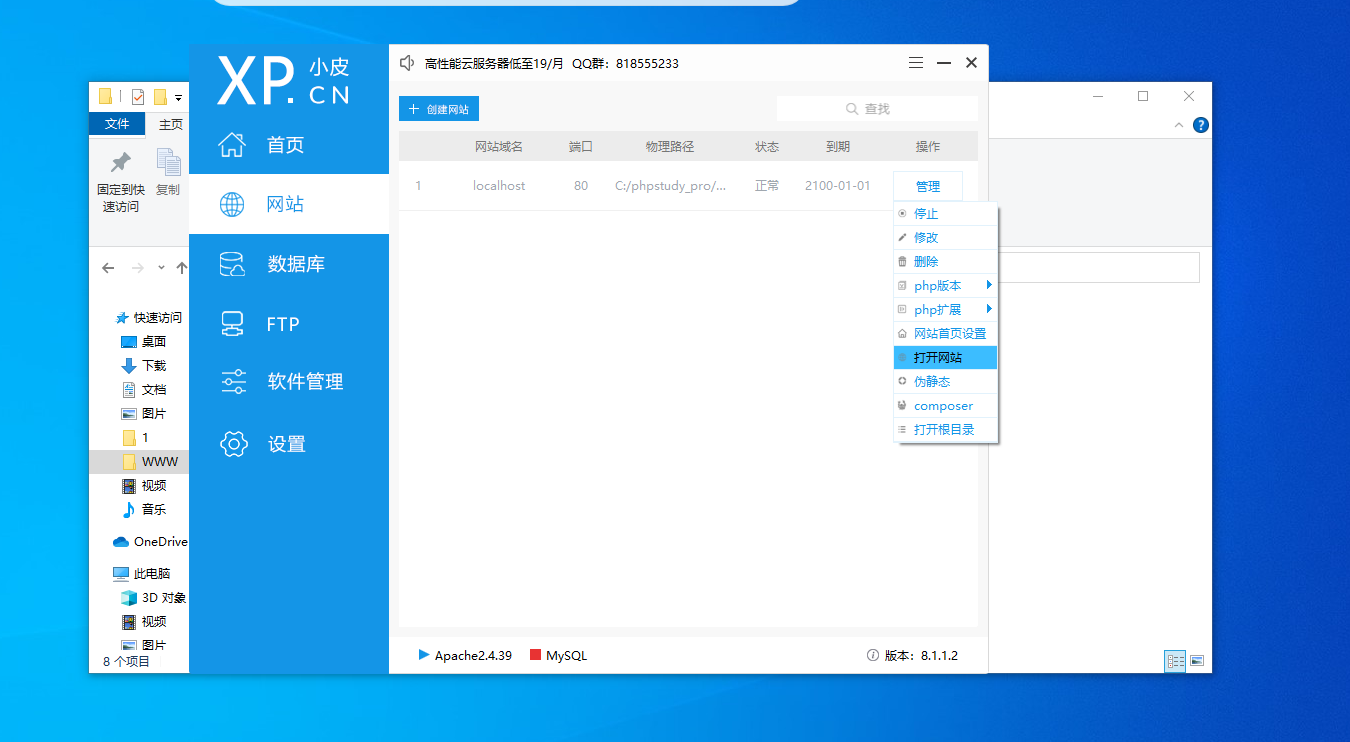 XP.小皮CN
高性能云服务器低至19/月 QQ群：818555233
首页
网站
数据库
FTP
软件管理
设置
创建网站
查找
网站域名 端口 物理路径 状态 到期 操作
1 localhost 80 C:/phpstudy_pro/... 正常 2100-01-01 管理
停止
修改
删除
php版本
php扩展
网站首页设置
打开网站
伪静态
composer
打开根目录
Apache2.4.39 MySQL 版本：8.1.1.2
文件 主页
固定到快速访问
复制
快速访问
桌面
下载
文档
图片
1
WWW
视频
音乐
OneDrive
此电脑
3D 对象
视频
图片
8 个项目